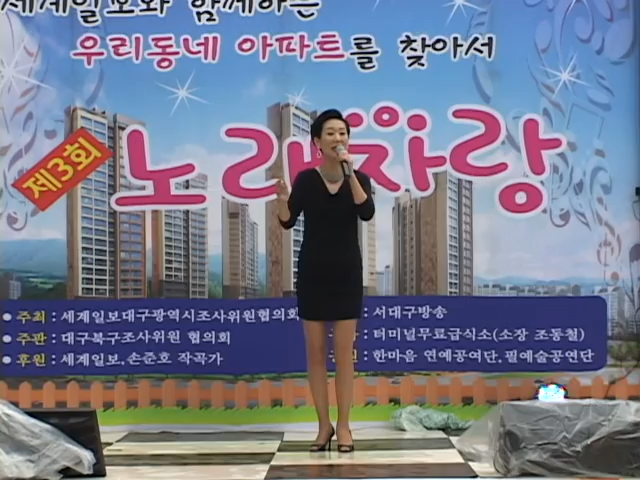 세계일보와 함께하는
우리동네 아파트를 찾아서
제3회
노래자랑
주최 : 세계일보대구광역시조사위원협의회
서대구방송
주관 : 대구북구조사위원 협의회
터미널무료급식소(소장 조동철)
후원 : 세계일보,손준호 작곡가
한마음 연예공연단,필예술공연단